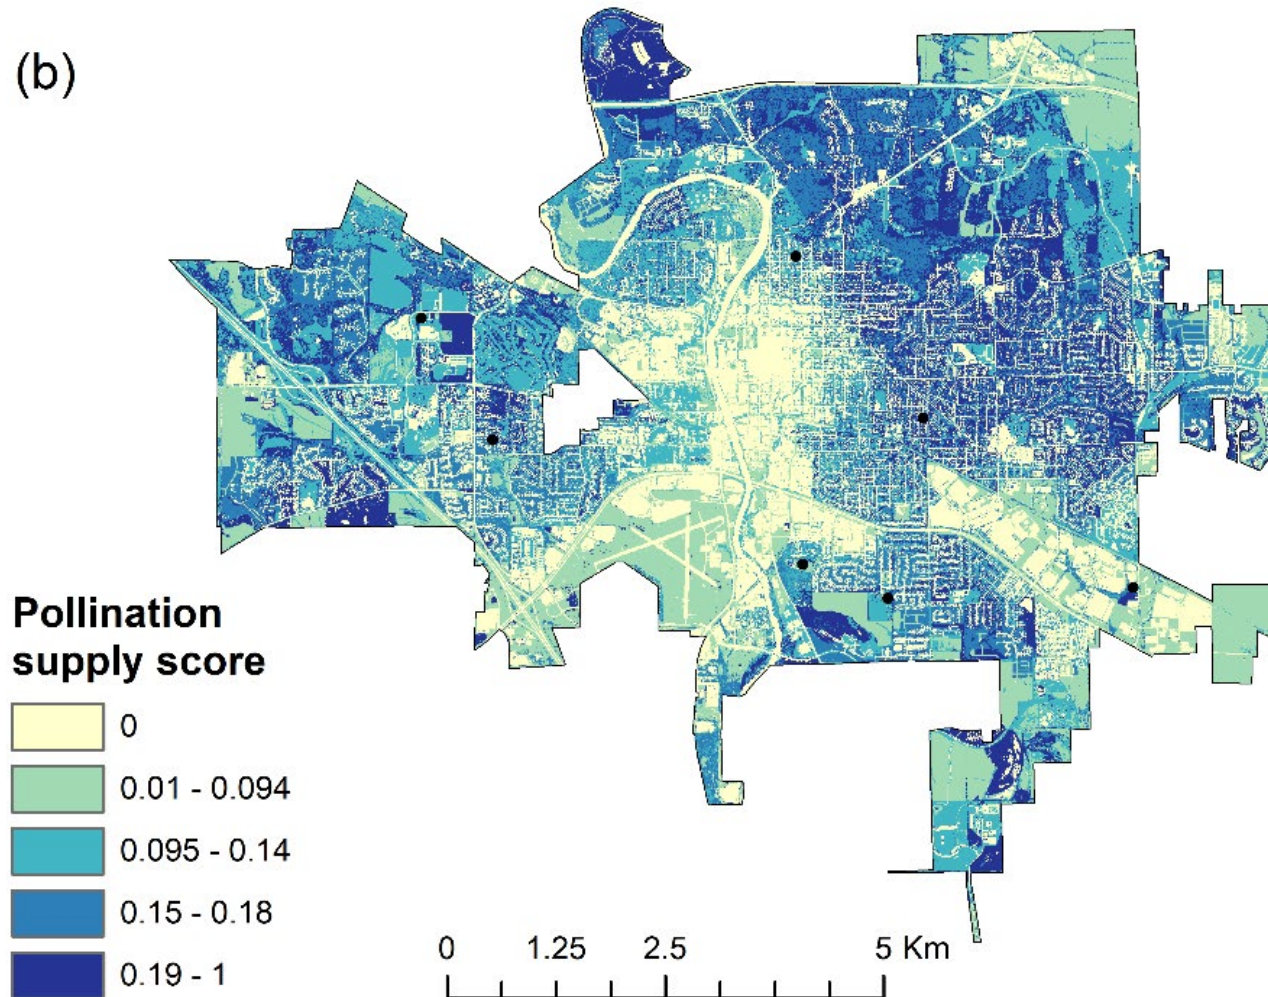 (b)
Pollination
supply score
0
0.01 - 0.094
0.095 - 0.14
0.15 - 0.18
0.19 - 1
0 1.25 2.5 5 Km